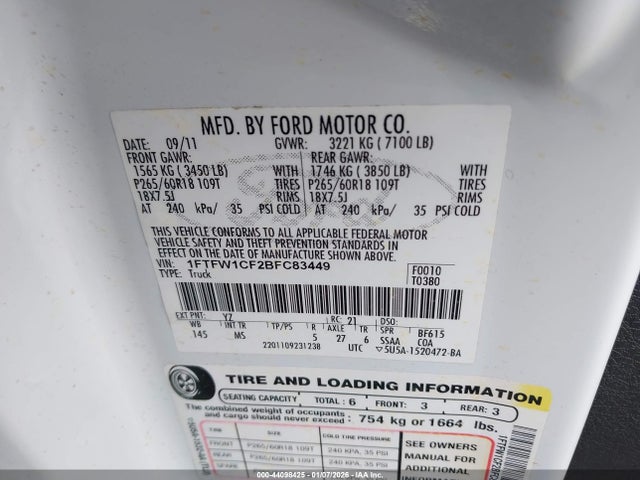 MFD. BY FORD MOTOR CO.
DATE: 09/11 GVWR: 3221 KG ( 7100 LB)
FRONT GAWR: REAR GAWR:
1565 KG ( 3450 LB) WITH 1746 KG ( 3850 LB) WITH
P265/60R18 109T TIRES P265/60R18 109T TIRES
18X7.5J RIMS 18X7.5J RIMS
AT 240 kPa/ 35 PSI COLD AT 240 kPa/ 35 PSI COLD
THIS VEHICLE CONFORMS TO ALL APPLICABLE FEDERAL MOTOR
VEHICLE SAFETY AND THEFT PREVENTION STANDARDS IN
EFFECT ON THE DATE OF MANUFACTURE SHOWN ABOVE.
VIN: 1FTFW1CF2BFC83449 F0010
TYPE: Truck T0380
EXT PNT: YZ RC: 21 DSO:
WB INT TR TP/PS R AXLE TR SPR BF615
145 MS 5 27 6 SSAA COA
2201109231238 UTC 5U5A-1520472-BA
TIRE AND LOADING INFORMATION
SEATING CAPACITY TOTAL : 6 FRONT: 3 REAR: 3
The combined weight of occupants
and cargo should never exceed : 754 kg or 1664 lbs.
TIRE SIZE COLD TIRE PRESSURE
FRONT P265/60R18 109T 240 KPA, 35 PSI
REAR P265/60R18 109T 240 KPA, 35 PSI
SPARE
SEE OWNERS
MANUAL FOR
ADDITIONAL
000-44098425 - 01/07/2026 - IAA Holdings, LLC